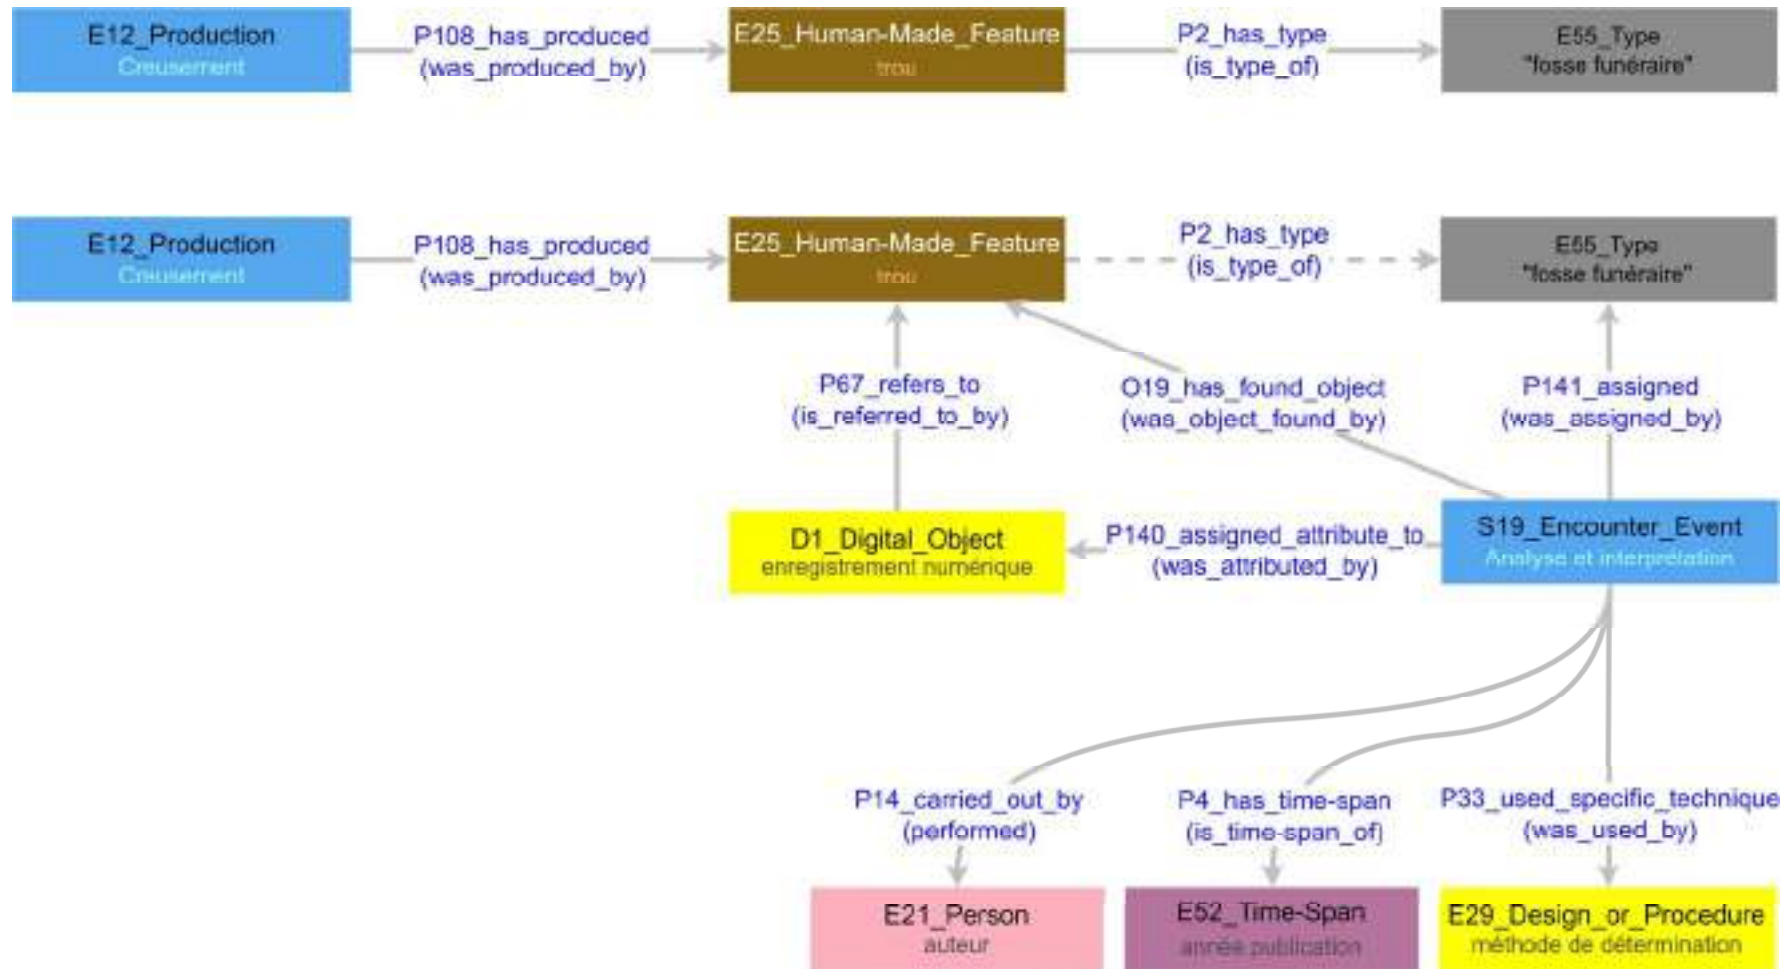 E12_Production
Creusement
P108_has_produced
(was_produced_by)
E25_Human-Made_Feature
trou
P2_has_type
(is_type_of)
E55_Type
"fosse funéraire"
E12_Production
Creusement
P108_has_produced
(was_produced_by)
E25_Human-Made_Feature
trou
P2_has_type
(is_type_of)
E55_Type
"fosse funéraire"
P67_refers_to
(is_referred_to_by)
O19_has_found_object
(was_object_found_by)
P141_assigned
(was_assigned_by)
D1_Digital_Object
enregistrement numérique
P140_assigned_attribute_to
(was_attributed_by)
S19_Encounter_Event
Analyse et interprétation
P14_carried_out_by
(performed)
P4_has_time-span
(is_time-span_of)
P33_used_specific_technique
(was_used_by)
E21_Person
auteur
E52_Time-Span
année publication
E29_Design_or_Procedure
méthode de détermination